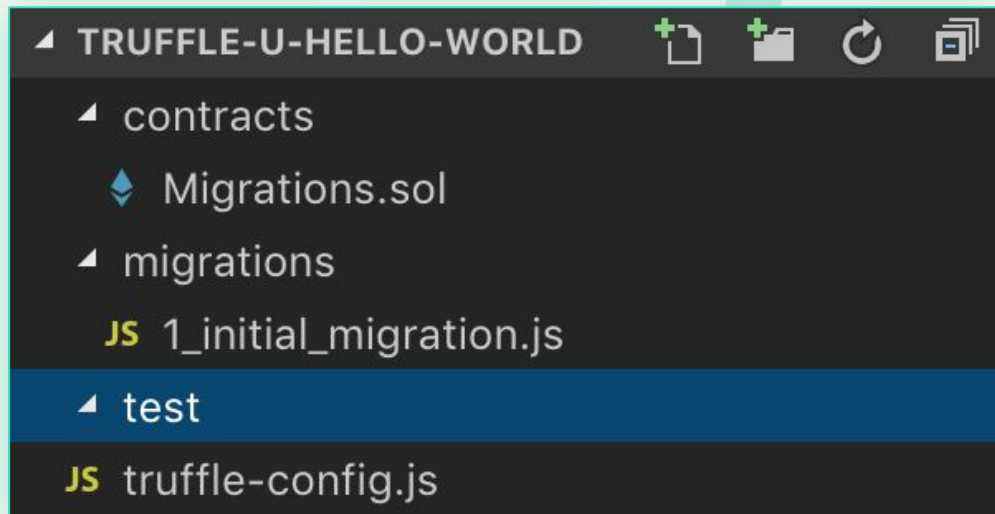 TRUFFLE-U-HELLO-WORLD
contracts
Migrations.sol
migrations
JS 1_initial_migration.js
test
JS truffle-config.js